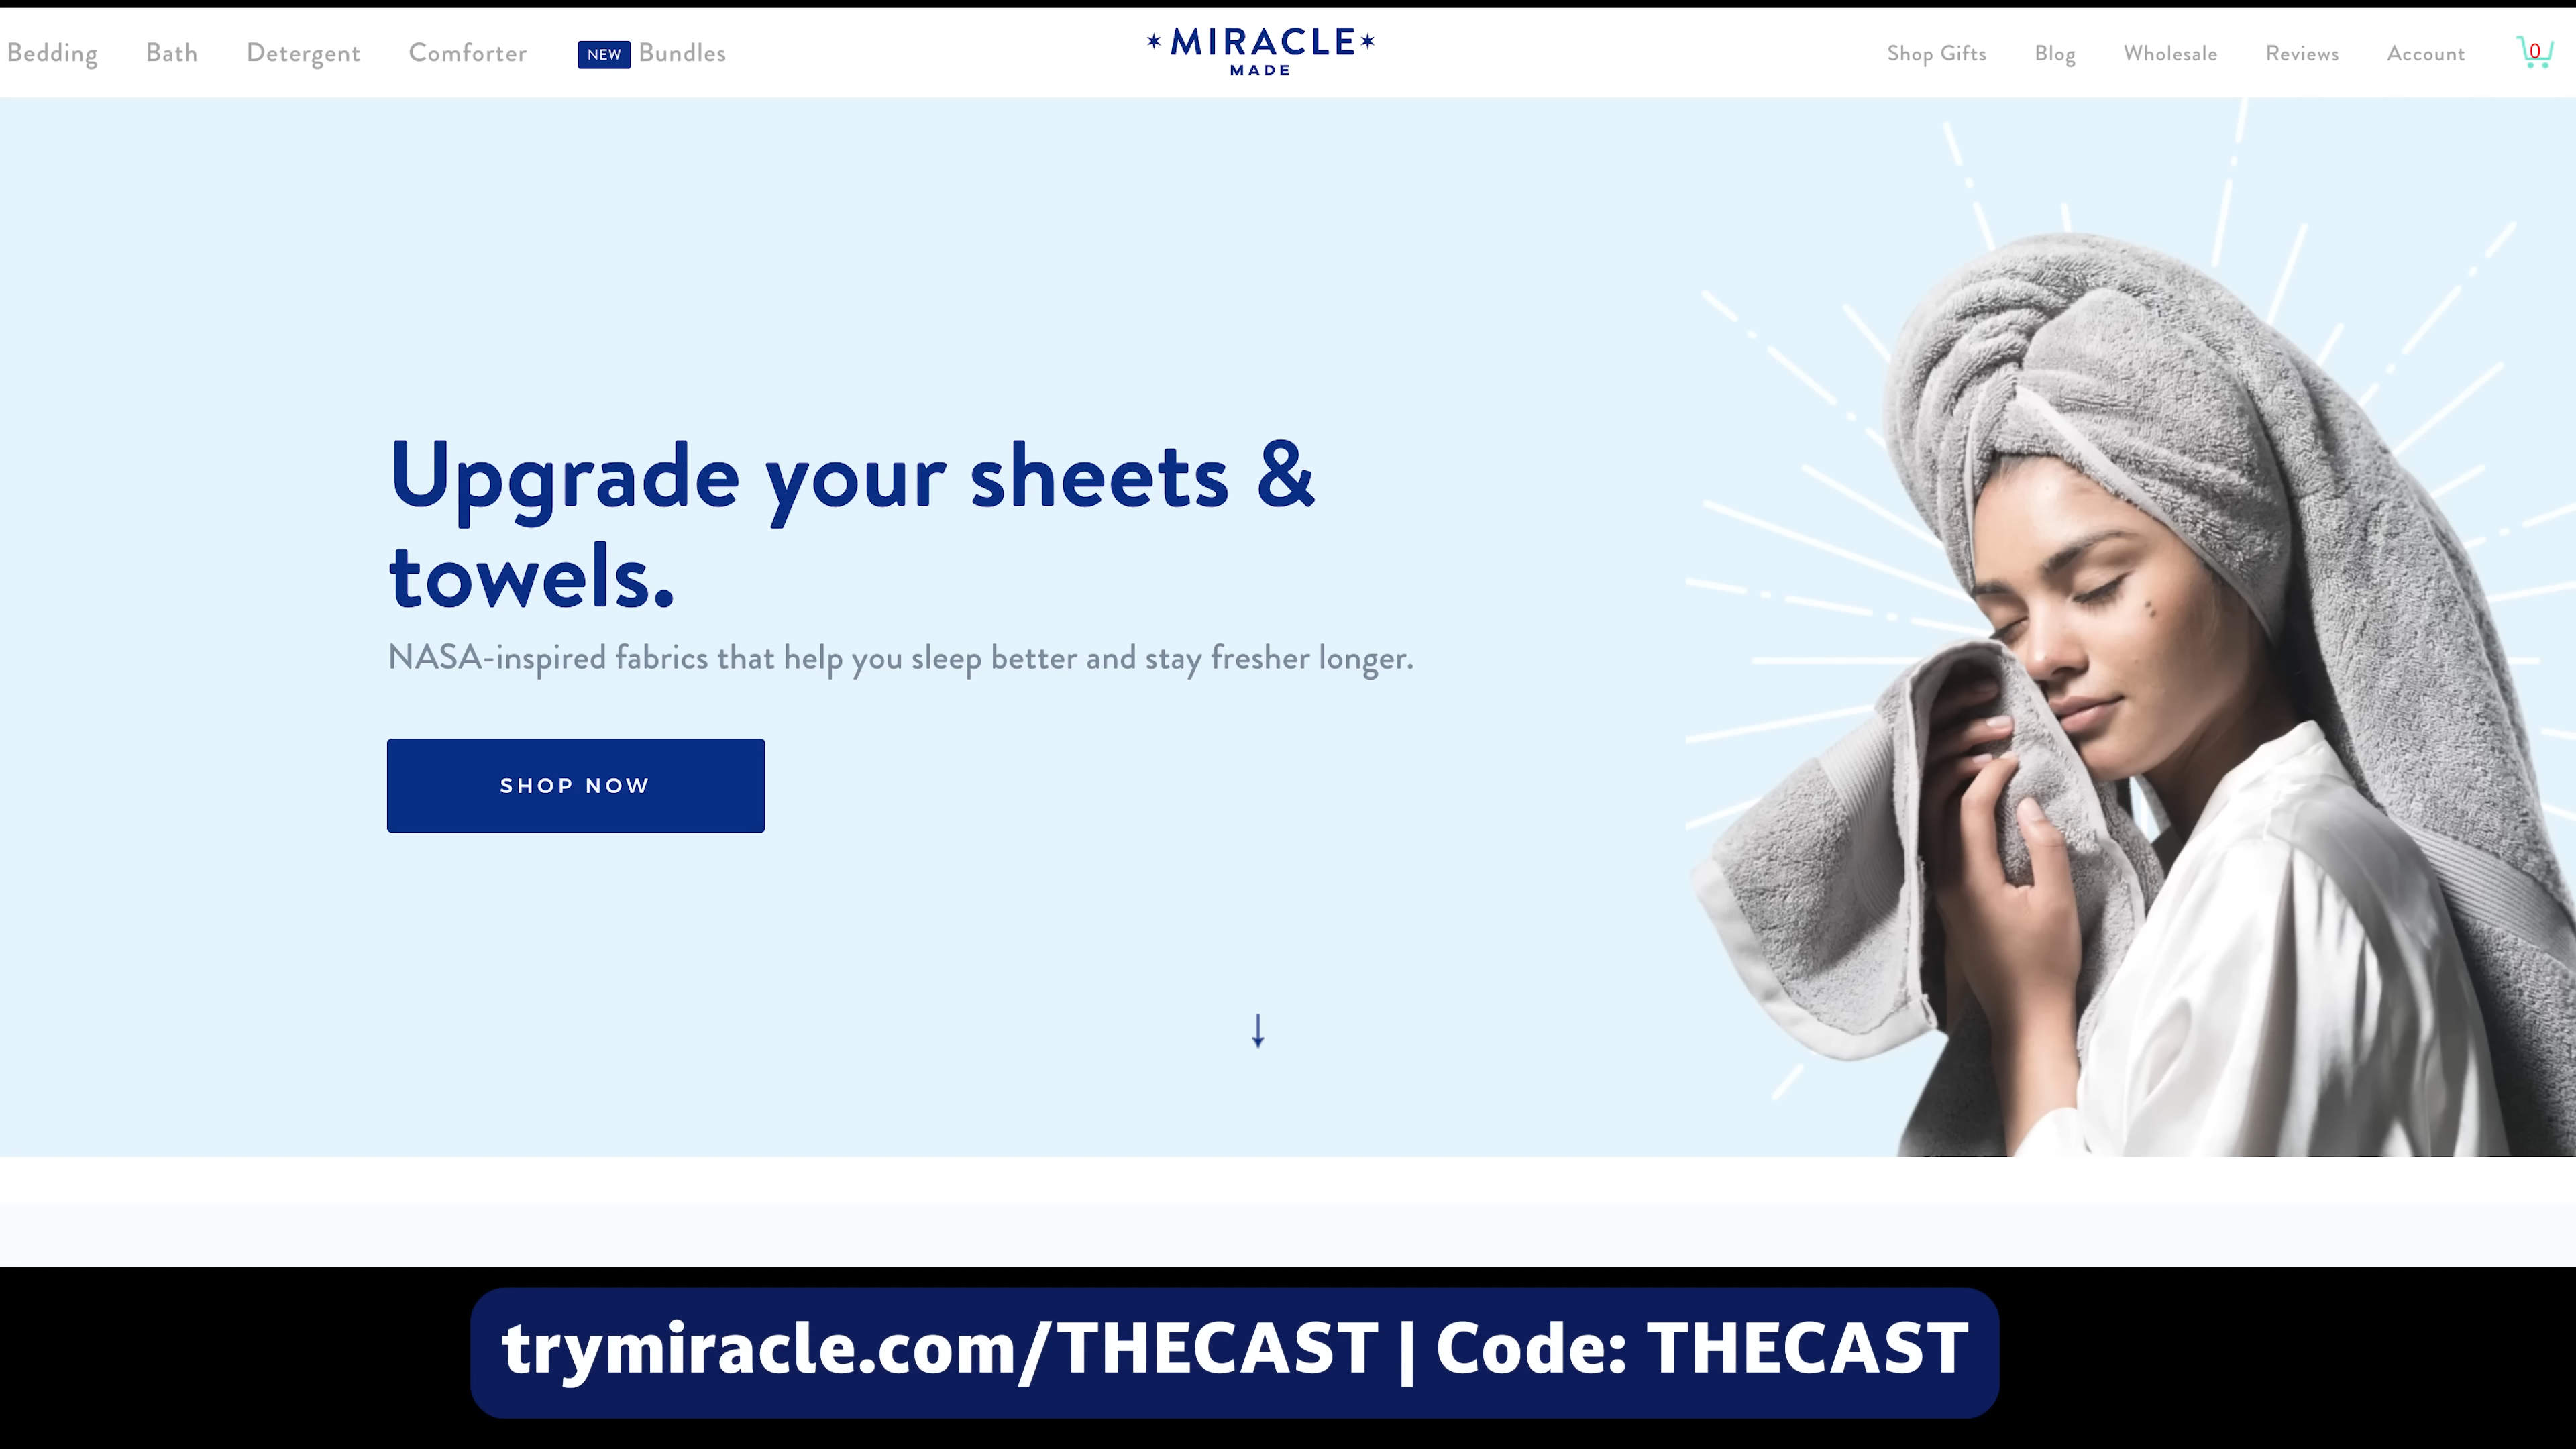 Bedding Bath Detergent Comforter NEW Bundles
MIRACLE
MADE
Shop Gifts Blog Wholesale Reviews Account 0
Upgrade your sheets &
towels.
NASA-inspired fabrics that help you sleep better and stay fresher longer.
SHOP NOW
trymiracle.com/THECAST | Code: THECAST